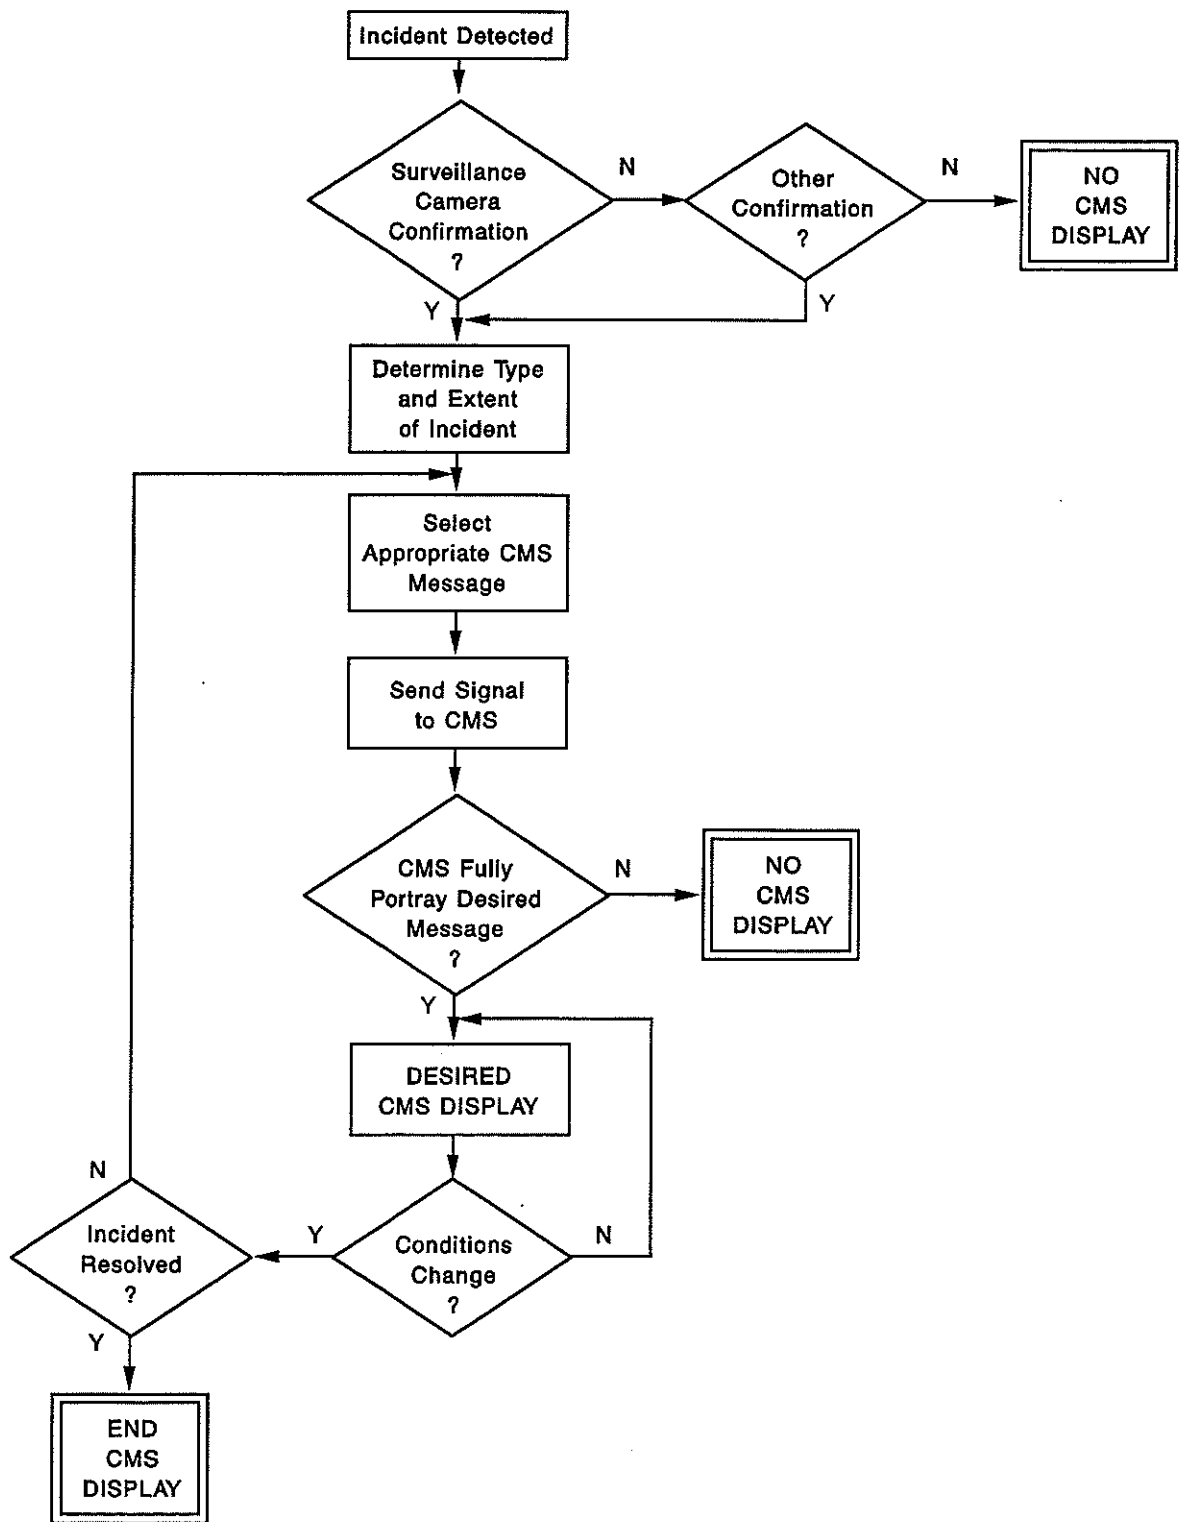 Incident Detected
Surveillance
Camera
Confirmation
?
N
Other
Confirmation
?
N
NO
CMS
DISPLAY
Y
Y
Determine Type
and Extent
of Incident
Select
Appropriate CMS
Message
Send Signal
to CMS
CMS Fully
Portray Desired
Message
?
N
NO
CMS
DISPLAY
Y
DESIRED
CMS DISPLAY
Conditions
Change
?
N
Y
Incident
Resolved
?
N
Y
END
CMS
DISPLAY